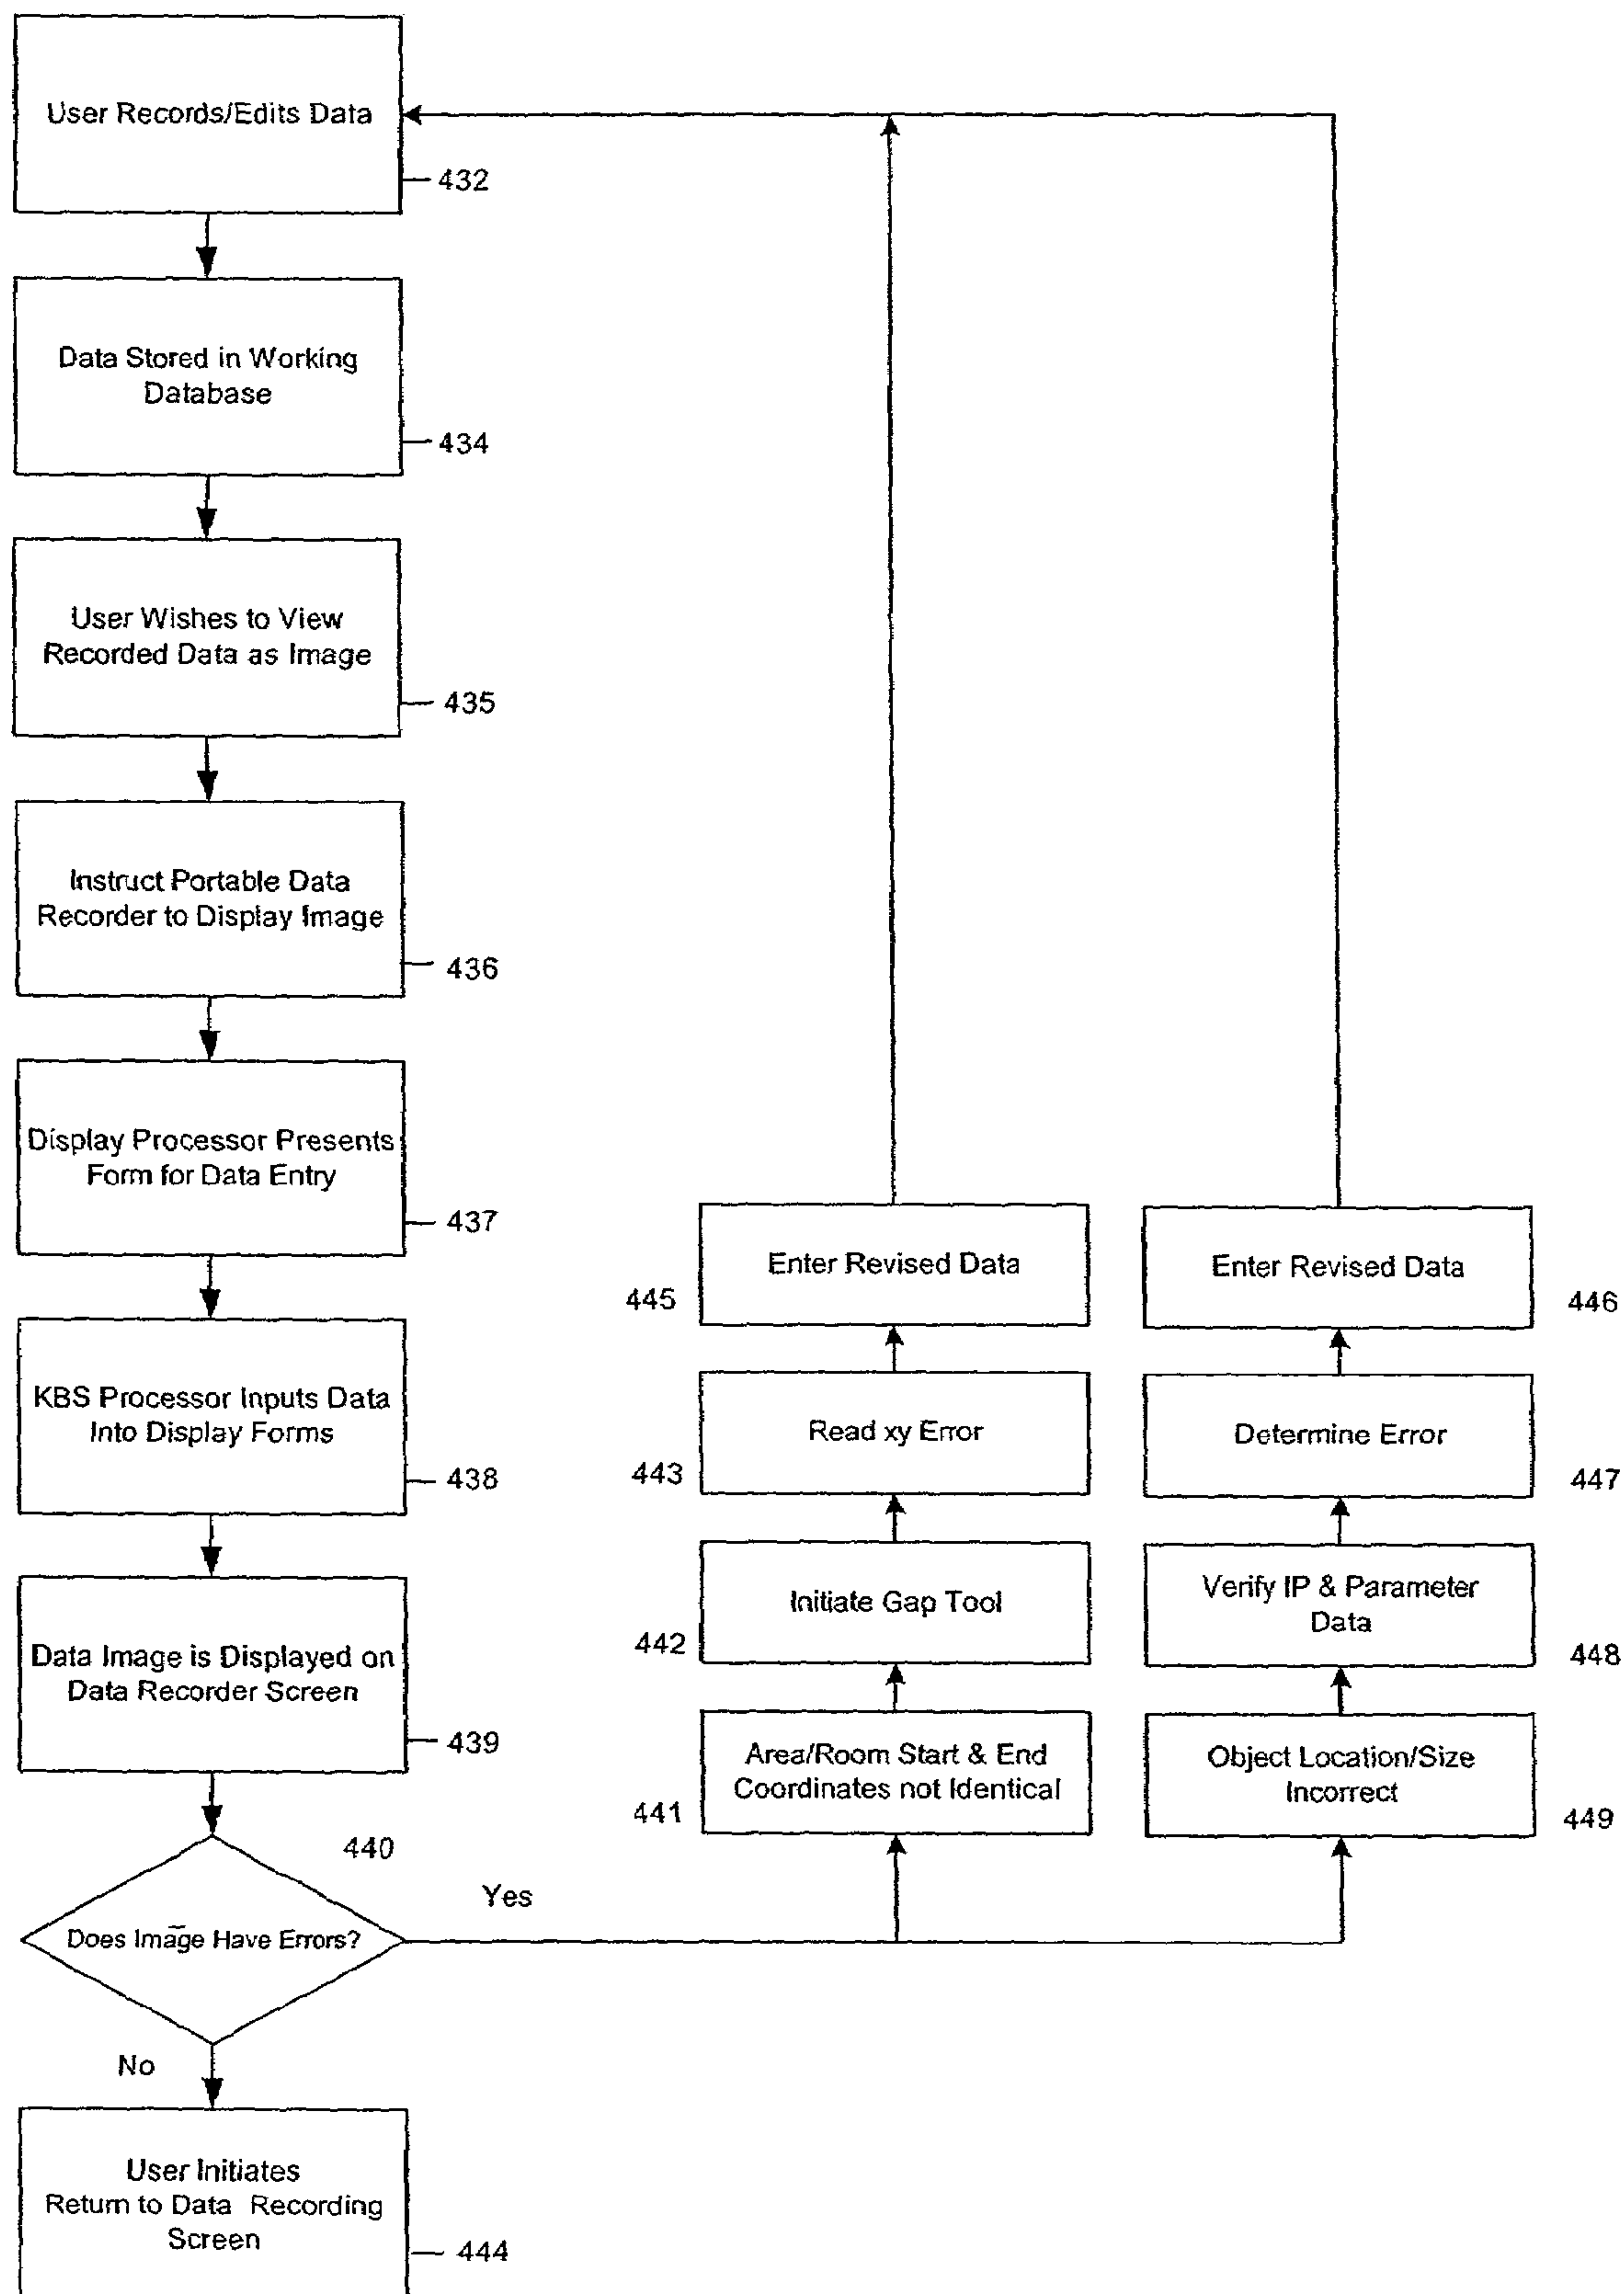 User Records/Edits Data
432
Data Stored in Working
Database
434
User Wishes to View
Recorded Data as Image
435
Instruct Portable Data
Recorder to Display Image
436
Display Processor Presents
Form for Data Entry
437
KBS Processor Inputs Data
Into Display Forms
438
Data Image is Displayed on
Data Recorder Screen
439
440
Does Image Have Errors?
Yes
No
User Initiates
Return to Data Recording
Screen
444
Enter Revised Data
445
Read xy Error
443
Initiate Gap Tool
442
Area/Room Start & End
Coordinates not Identical
441
Enter Revised Data
446
Determine Error
447
Verify IP & Parameter
Data
448
Object Location/Size
Incorrect
449